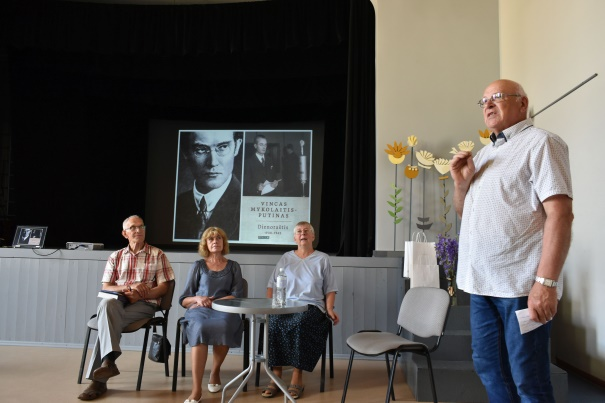 VINCAS
MYKOLAITIS-
PUTINAS
Dienoraštis